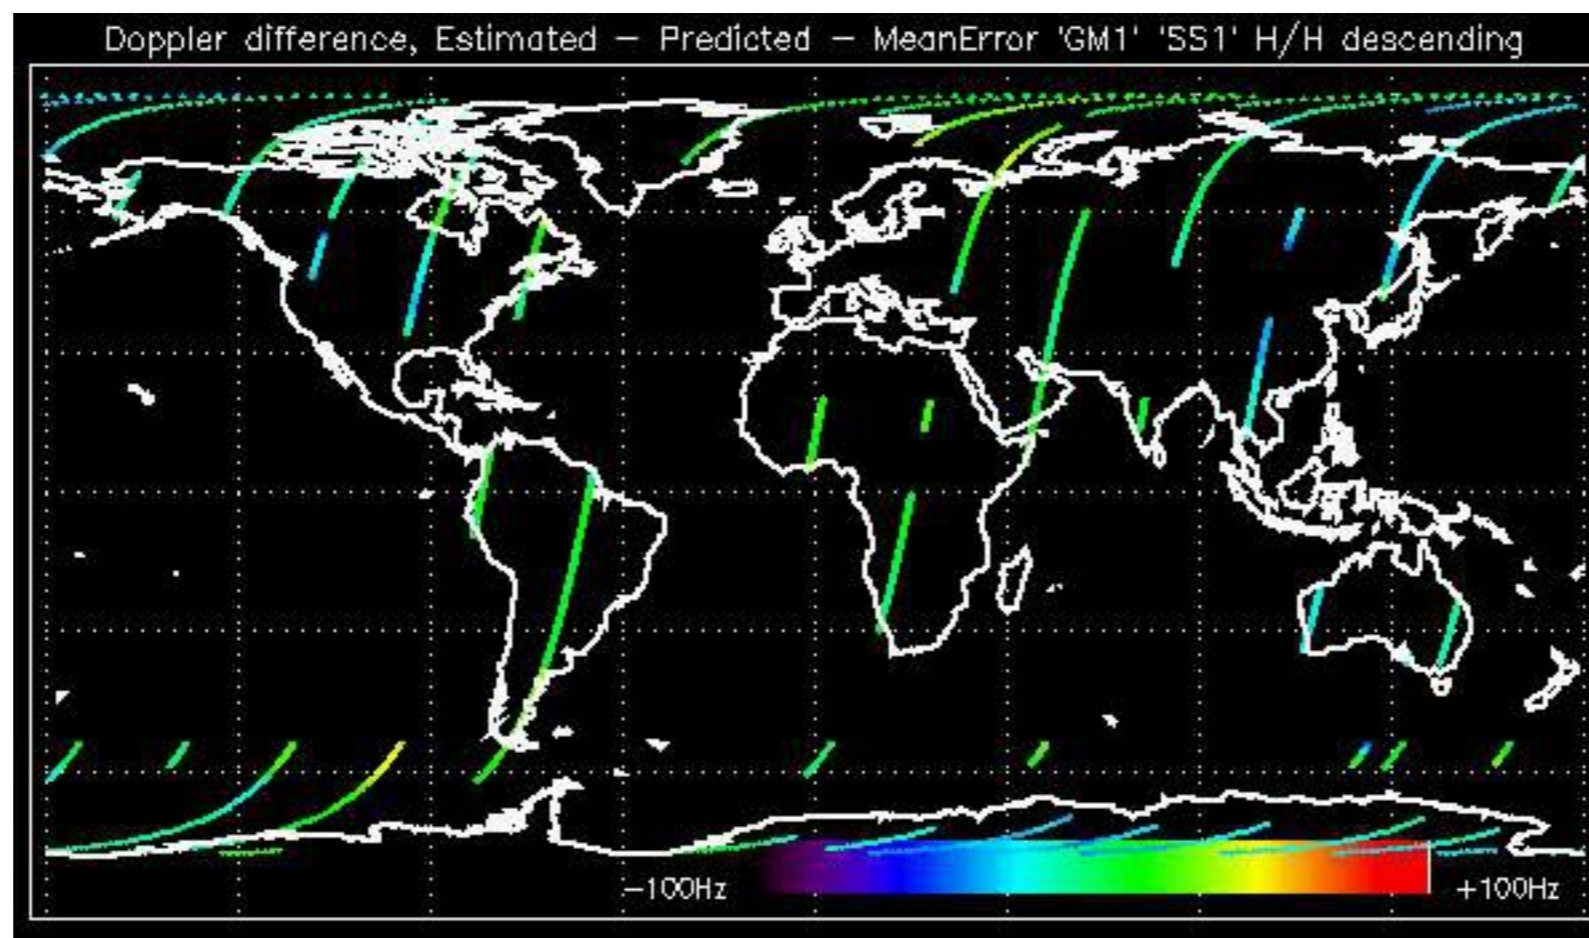 Doppler difference, Estimated – Predicted – MeanError 'GM1' 'SS1' H/H descending
-100Hz +100Hz